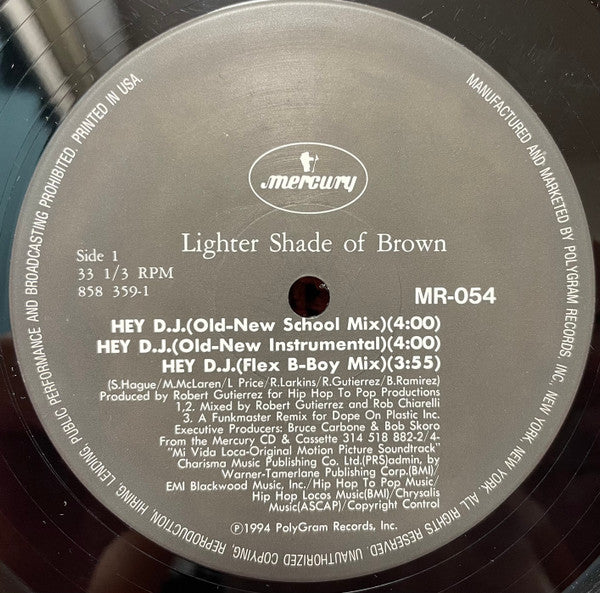 mercury
Lighter Shade of Brown
Side 1
33 1/3 RPM
858 359-1
MR-054
HEY D.J.(Old-New School Mix)(4:00)
HEY D.J.(Old-New Instrumental)(4:00)
HEY D.J.(Flex B-Boy Mix)(3:55)
(S.Hague/M.McLaren/L Price/R.Larkins/R.Gutierrez/B.Ramirez)
Produced by Robert Gutierrez for Hip Hop To Pop Productions
1,2. Mixed by Robert Gutierrez and Rob Chiarelli
3. A Funkmaster Remix for Dope On Plastic Inc.
Executive Producers: Bruce Carbone & Bob Skoro
From the Mercury CD & Cassette 314 518 882-2/4-
"Mi Vida Loca-Original Motion Picture Soundtrack"
Charisma Music Publishing Co. Ltd.(PRS)admin, by
Warner-Tamerlane Publishing Corp.(BMI)/
EMI Blackwood Music, Inc./Hip Hop To Pop Music/
Hip Hop Locos Music(BMI)/Chrysalis
Music(ASCAP)/Copyright Control
℗1994 PolyGram Records, Inc.
MANUFACTURED AND MARKETED BY POLYGRAM RECORDS, INC., NEW YORK, NEW YORK. ALL RIGHTS RESERVED. UNAUTHORIZED COPYING, REPRODUCTION, HIRING, LENDING, PUBLIC PERFORMANCE AND BROADCASTING PROHIBITED. PRINTED IN USA.